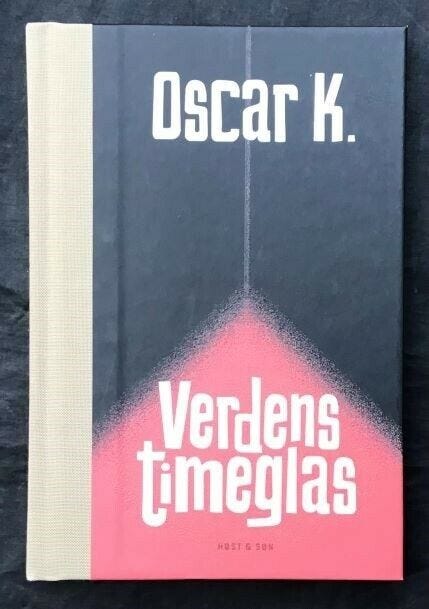 Oscar K.
Verdens
timeglas
HØST & SØN